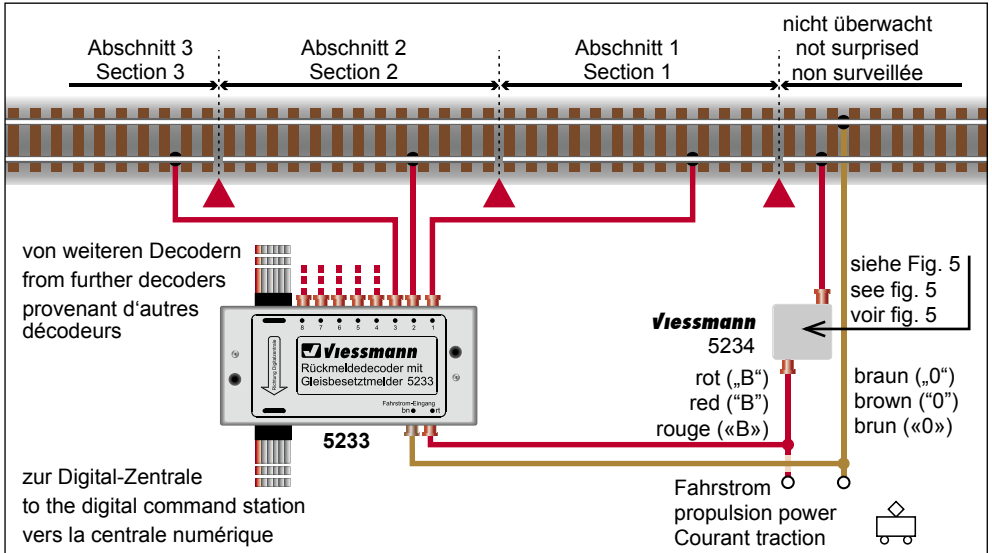 Abschnitt 3
Section 3
Abschnitt 2
Section 2
Abschnitt 1
Section 1
nicht überwacht
not surprised
non surveillée
von weiteren Decodern
from further decoders
provenant d‘autres
décodeurs
8 7 6 5 4 3 2 1
Richtung Digitalzentrale
Viessmann
Rückmeldedecoder mit
Gleisbesetztmelder 5233
Fahrstrom-Eingang
bn rt
5233
Viessmann
5234
siehe Fig. 5
see fig. 5
voir fig. 5
rot („B“)
red (“B”)
rouge («B»)
braun („0“)
brown (“0”)
brun («0»)
zur Digital-Zentrale
to the digital command station
vers la centrale numérique
Fahrstrom
propulsion power
Courant traction